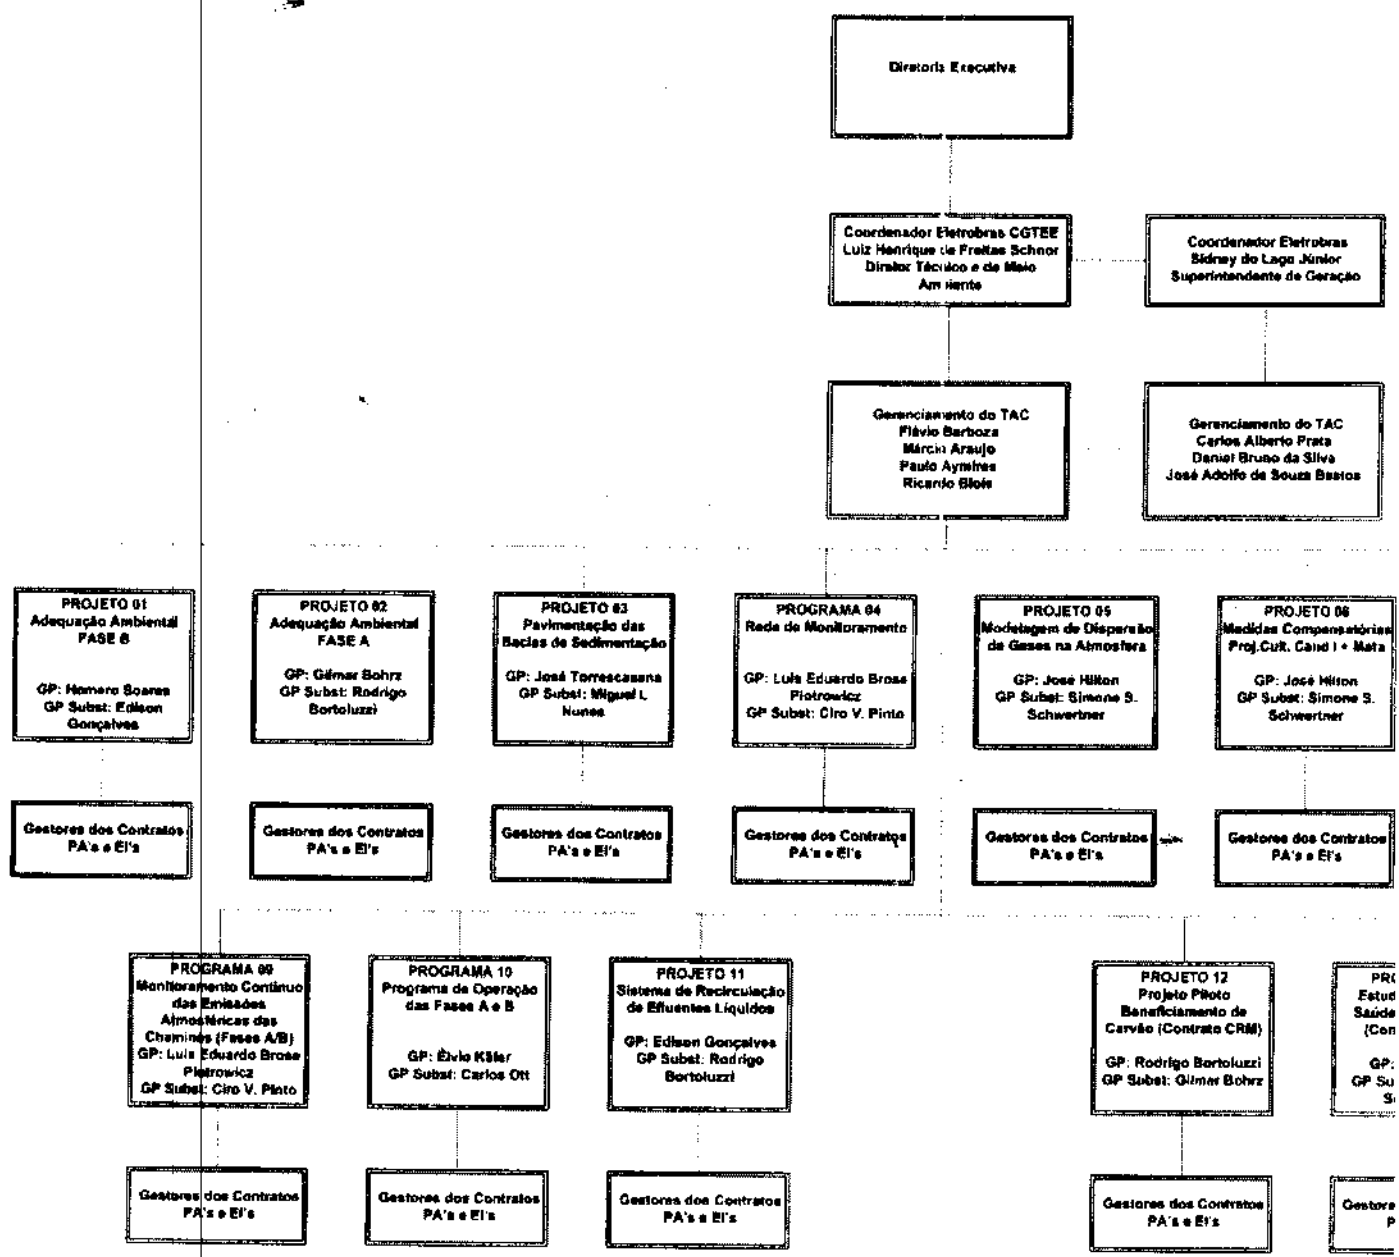 Diretoria Executiva
Coordenador Eletrobras CGTEE
Luiz Henrique de Freitas Schnor
Diretor Técnico e de Meio
Ambiente
Coordenador Eletrobras
Sidney do Lago Júnior
Superintendente de Geração
Gerenciamento do TAC
Flávio Barboza
Márcio Araujo
Paulo Aymires
Ricardo Blois
Gerenciamento do TAC
Carlos Alberto Prata
Daniel Bruno da Silva
José Adolfo de Souza Bastos
PROJETO 01
Adequação Ambiental
FASE B
GP: Homero Soares
GP Subst: Edison
Gonçalves
PROJETO 02
Adequação Ambiental
FASE A
GP: Gilmar Bohrz
GP Subst: Rodrigo
Bortoluzzi
PROJETO 03
Pavimentação das
Bacias de Sedimentação
GP: José Torrescasana
GP Subst: Miguel L
Nunes
PROGRAMA 04
Rede de Monitoramento
GP: Luis Eduardo Brose
Piotrowicz
GP Subst: Ciro V. Pinto
PROJETO 05
Modelagem de Dispersão
de Gases na Atmosfera
GP: José Hilton
GP Subst: Simone S.
Schwertner
PROJETO 06
Medidas Compensatórias
Proj.Cult. Cand I + Mata
GP: José Hilton
GP Subst: Simone S.
Schwertner
Gestores dos Contratos
PA's e EI's
Gestores dos Contratos
PA's e EI's
Gestores dos Contratos
PA's e EI's
Gestores dos Contratos
PA's e EI's
Gestores dos Contratos
PA's e EI's
Gestores dos Contratos
PA's e EI's
PROGRAMA 09
Monitoramento Contínuo
das Emissões
Atmosféricas das
Chaminés (Fases A/B)
GP: Luis Eduardo Brose
Piotrowicz
GP Subst: Ciro V. Pinto
PROGRAMA 10
Programa de Operação
das Fases A e B
GP: Élvio Käfer
GP Subst: Carlos Ott
PROJETO 11
Sistema de Recirculação
de Efluentes Líquidos
GP: Edison Gonçalves
GP Subst: Rodrigo
Bortoluzzi
PROJETO 12
Projeto Piloto
Beneficiamento de
Carvão (Contrato CRM)
GP: Rodrigo Bortoluzzi
GP Subst: Gilmar Bohrz
Saúde
GP:
Gestores dos Contratos
PA's e EI's
Gestores dos Contratos
PA's e EI's
Gestores dos Contratos
PA's e EI's
Gestores dos Contratos
PA's e EI's